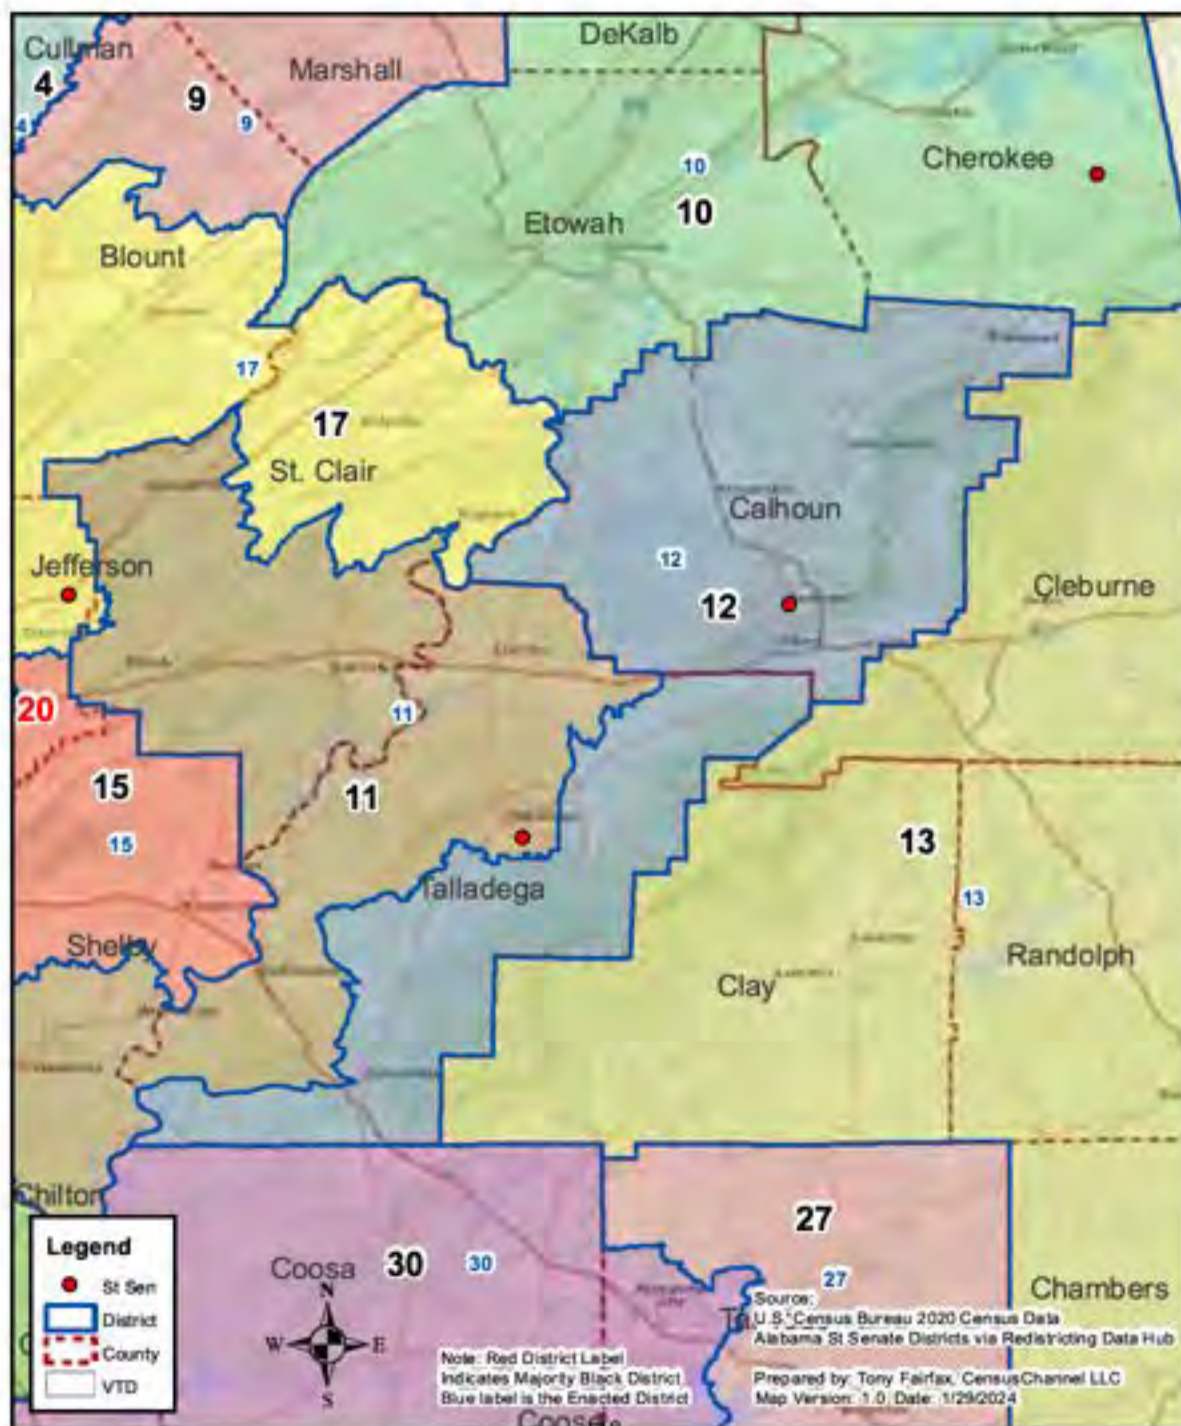 Cullman
DeKalb
Marshall
4
9
4
9
Cherokee
10
10
Etowah
Blount
17
17
St. Clair
Calhoun
12
Jefferson
Cleburne
12
20
11
15
11
15
13
13
Talladega
Shelby
Randolph
Clay
Chilton
27
Coosa
30
30
27
Chambers
Legend
St Sen
District
County
VTD
N
W
E
S
Note: Red District Label
Indicates Majority Black District
Blue label is the Enacted District
Source:
U.S. Census Bureau 2020 Census Data
Alabama St Senate Districts via Redistricting Data Hub
Prepared by: Tony Fairfax, CensusChannel LLC
Map Version: 1.0 Date: 1/29/2024